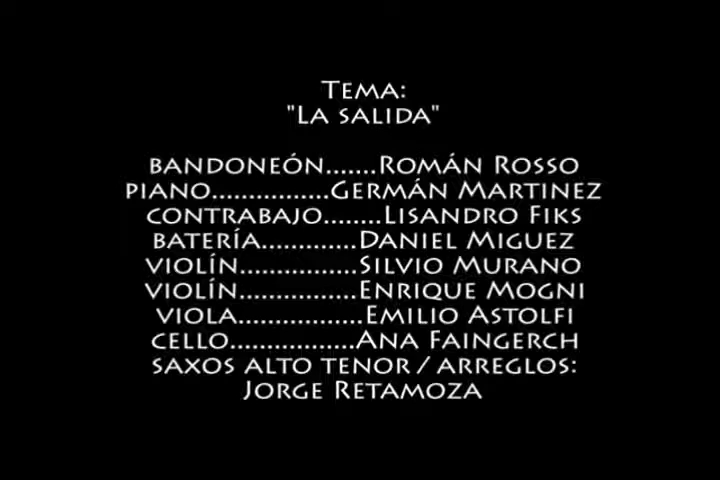 TEMA:
"LA SALIDA"
BANDONEÓN.......ROMÁN ROSSO
PIANO................GERMÁN MARTINEZ
CONTRABAJO........LISANDRO FIKS
BATERÍA.............DANIEL MIGUEZ
VIOLÍN................SILVIO MURANO
VIOLÍN................ENRIQUE MOGNI
VIOLA.................EMILIO ASTOLFI
CELLO.................ANA FAINGERCH
SAXOS ALTO TENOR / ARREGLOS:
JORGE RETAMOZA